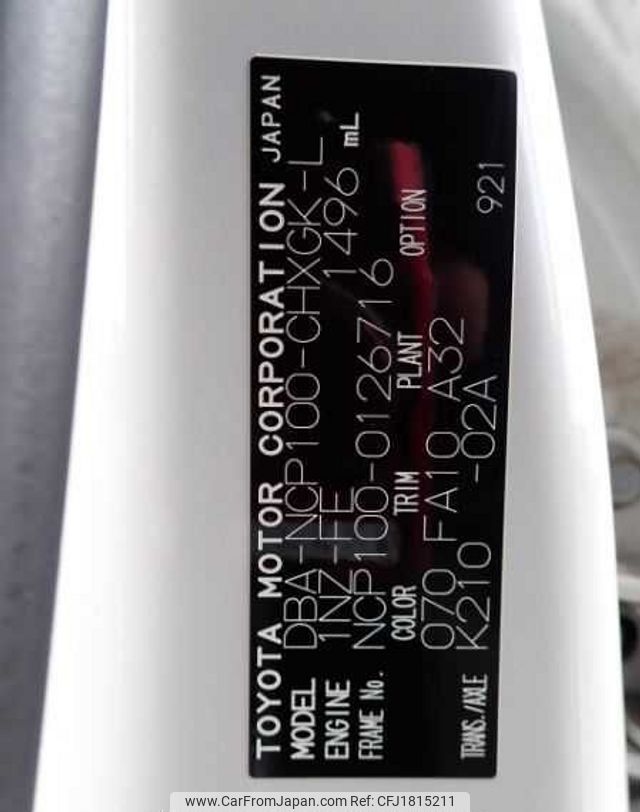 TOYOTA MOTOR CORPORATION JAPAN
MODEL DBA-NCP100-CHXGK-L
ENGINE 1NZ-FE 1496 mL
FRAME No. NCP100-0126716
COLOR TRIM PLANT OPTION
070 FA10 A32
TRANS./AXLE K210 -02A 921
www.CarFromJapan.com Ref: CFJ1815211